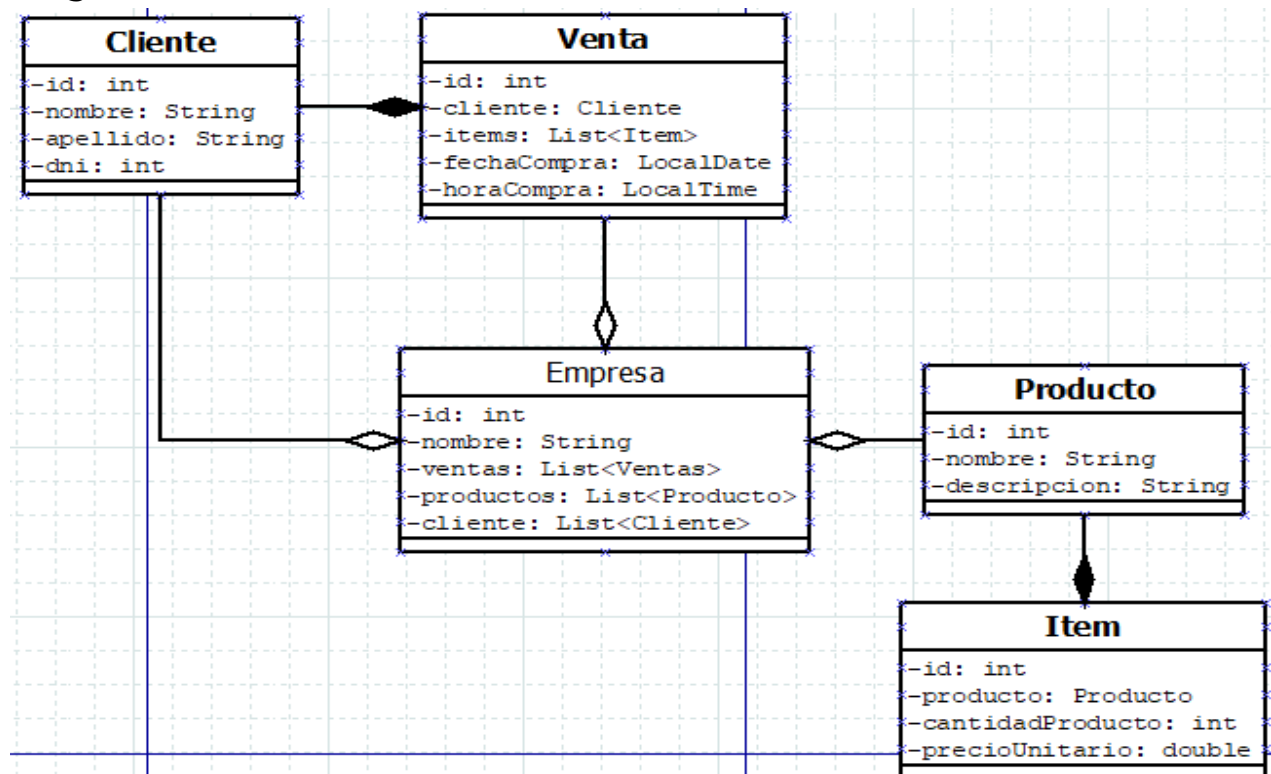 Cliente
-id: int
-nombre: String
-apellido: String
-dni: int
Venta
-id: int
-cliente: Cliente
-items: List<Item>
-fechaCompra: LocalDate
-horaCompra: LocalTime
Empresa
-id: int
-nombre: String
-ventas: List<Ventas>
-productos: List<Producto>
-cliente: List<Cliente>
Producto
-id: int
-nombre: String
-descripcion: String
Item
-id: int
-producto: Producto
-cantidadProducto: int
-precioUnitario: double